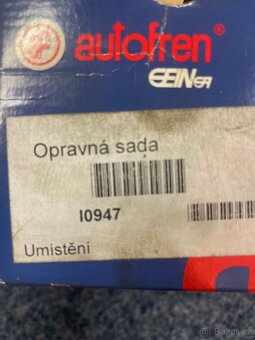 autofren®
SEINSA
Opravná sada
I0947
Umístění